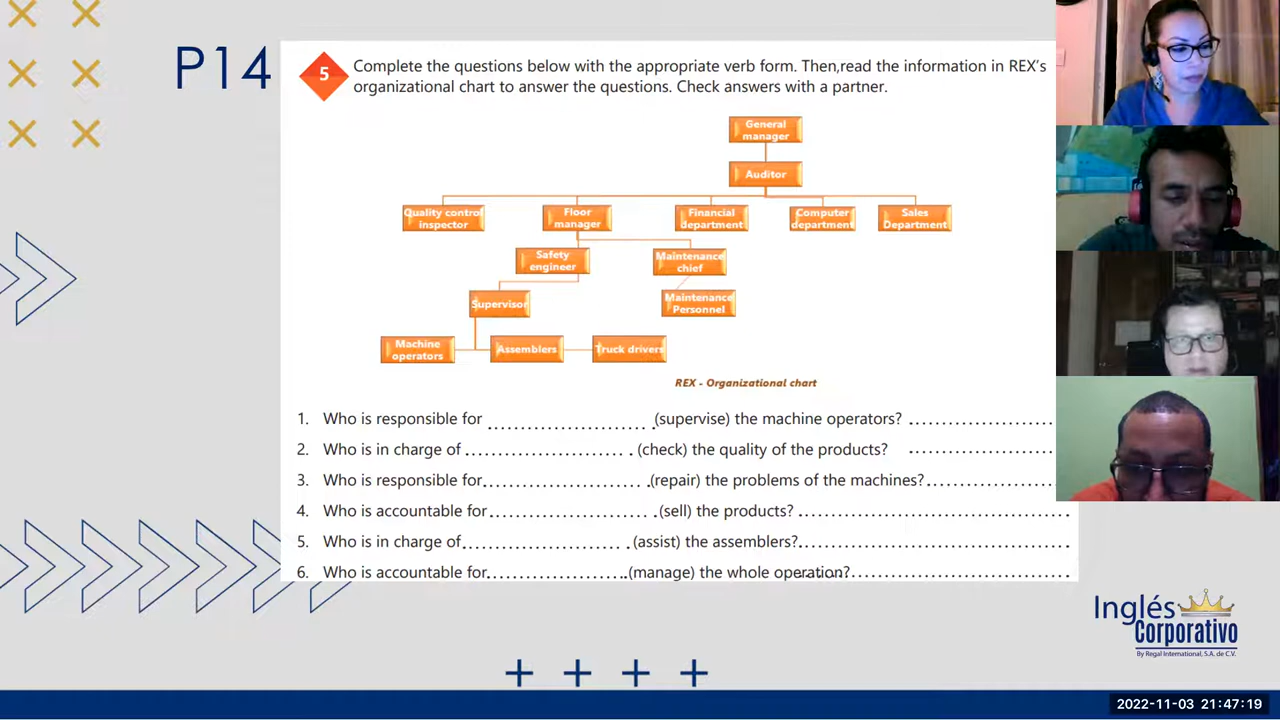 P14
5
Complete the questions below with the appropriate verb form. Then,read the information in REX's
organizational chart to answer the questions. Check answers with a partner.
General
manager
Auditor
Quality control
inspector
Floor
manager
Financial
department
Computer
department
Sales
Department
Safety
engineer
Maintenance
chief
Supervisor
Maintenance
Personnel
Machine
operators
Assemblers
Truck drivers
REX - Organizational chart
1. Who is responsible for ........................ (supervise) the machine operators? ........................
2. Who is in charge of ........................ (check) the quality of the products? ........................
3. Who is responsible for ........................ (repair) the problems of the machines? ........................
4. Who is accountable for ........................ (sell) the products? ........................
5. Who is in charge of ........................ (assist) the assemblers? ........................
6. Who is accountable for ........................ (manage) the whole operation? ........................
Inglés
Corporativo
By Regal International, S.A. de C.V.
2022-11-03 21:47:19